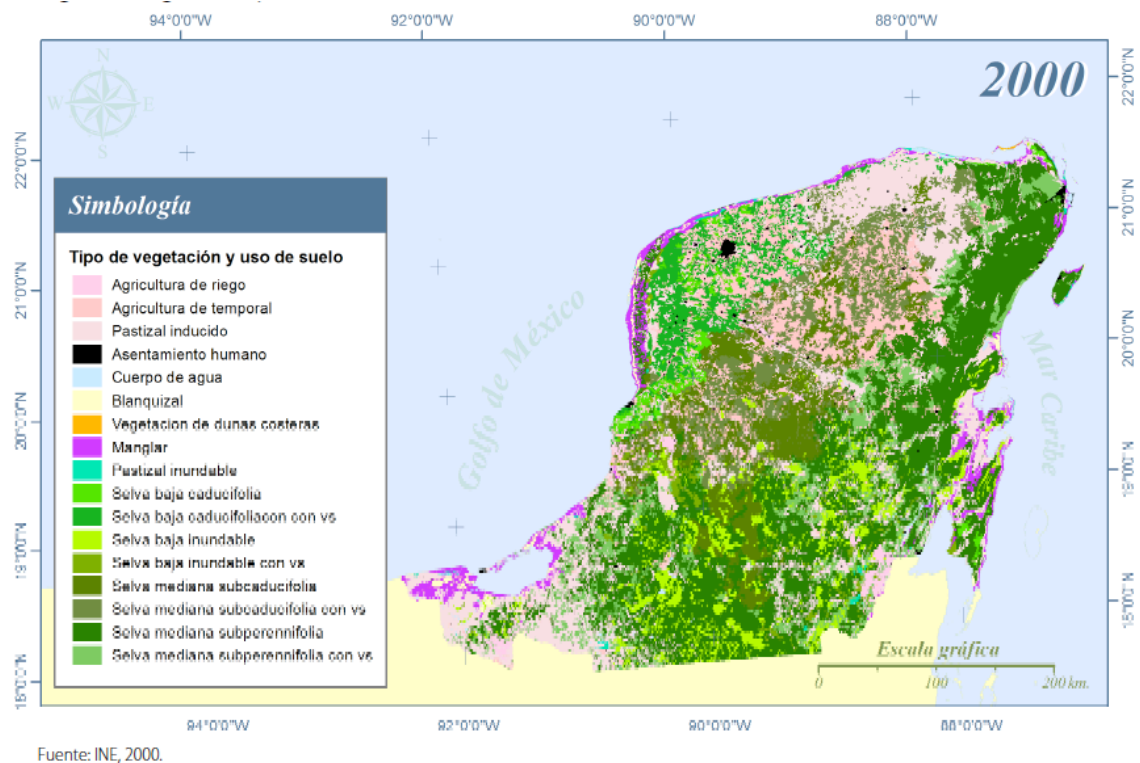 94°0'0"W 92°0'0"W 90°0'0"W 88°0'0"W
2000
N
W E
S
22°0'0"N
21°0'0"N
20°0'0"N
19°0'0"N
18°0'0"N
22°0'0"N
21°0'0"N
20°0'0"N
19°0'0"N
18°0'0"N
Simbología
Tipo de vegetación y uso de suelo
Agricultura de riego
Agricultura de temporal
Pastizal inducido
Asentamiento humano
Cuerpo de agua
Blanquizal
Vegetacion de dunas costeras
Manglar
Pastizal inundable
Selva baja caducifolia
Selva baja caducifoliacon con vs
Selva baja inundable
Selva baja inundable con vs
Selva mediana subcaducifolia
Selva mediana subcaducifolia con vs
Selva mediana subperennifolia
Selva mediana subperennifolia con vs
Golfo de México
Mar Caribe
Escala gráfica
0 100 200 km.
94°0'0"W 92°0'0"W 90°0'0"W 88°0'0"W
Fuente: INE, 2000.